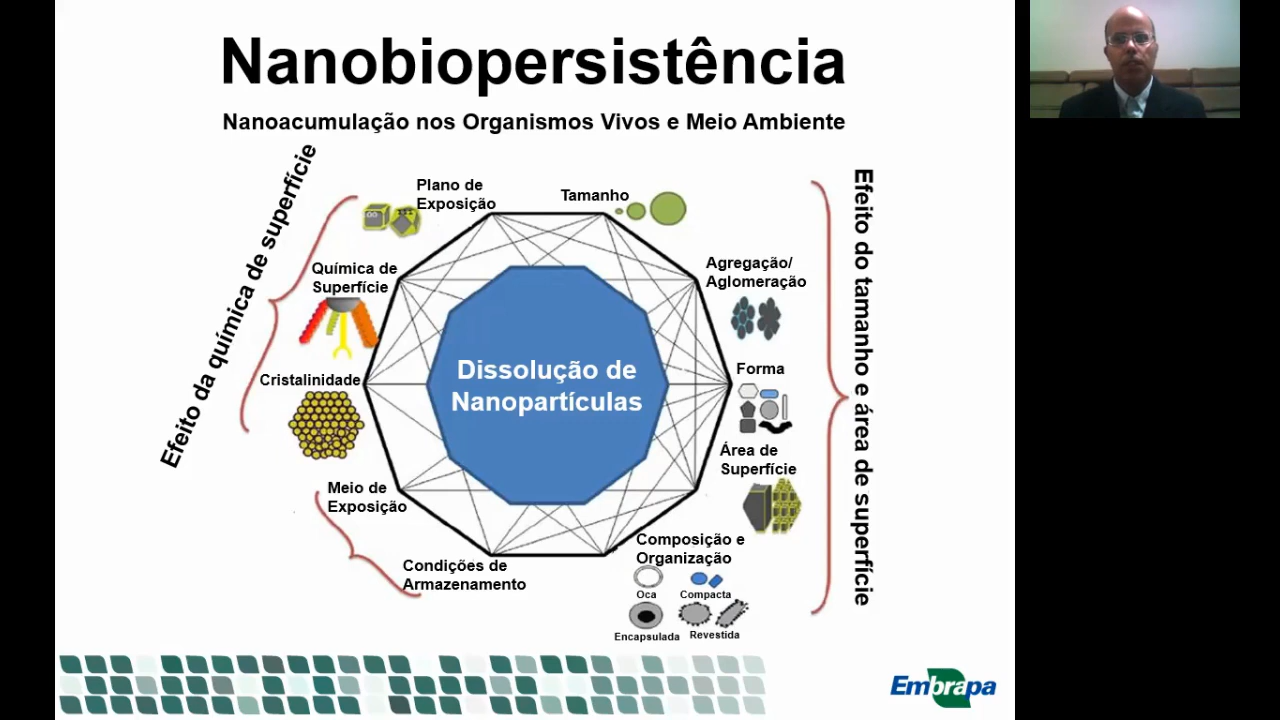 Nanobiopersistência
Nanoacumulação nos Organismos Vivos e Meio Ambiente
Efeito da química de superfície
Plano de
Exposição
Tamanho
Química de
Superfície
Agregação/
Aglomeração
Cristalinidade
Dissolução de
Nanopartículas
Forma
Área de
Superfície
Efeito do tamanho e área de superfície
Meio de
Exposição
Condições de
Armazenamento
Composição e
Organização
Oca
Compacta
Encapsulada
Revestida
Embrapa